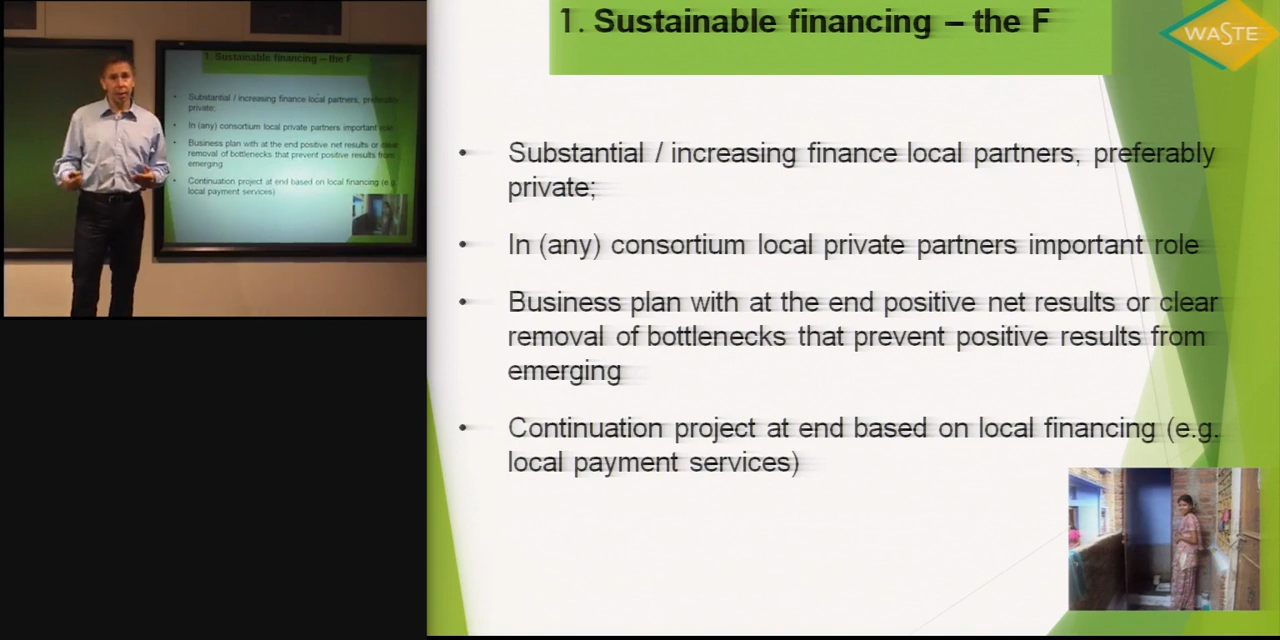 1. Sustainable financing – the F
WASTE
• Substantial / increasing finance local partners, preferably
private;
• In (any) consortium local private partners important role
• Business plan with at the end positive net results or clear
removal of bottlenecks that prevent positive results from
emerging
• Continuation project at end based on local financing (e.g.
local payment services)
1. Sustainable financing – the F
• Substantial / increasing finance local partners, preferably
private;
• In (any) consortium local private partners important role
• Business plan with at the end positive net results or clear
removal of bottlenecks that prevent positive results from
emerging
• Continuation project at end based on local financing (e.g.
local payment services)